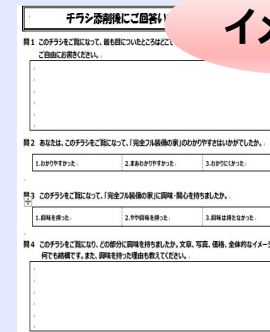 チラシ添削後にご回答い
イメ
問1 このチラシをご覧になって、最も目についたところはどこで
ご自由にお書きください。
問2 あなたは、このチラシをご覧になって、「完全フル装備の家」のわかりやすさはいかがでしたか。
1.わかりやすかった 2.まあわかりやすかった 3.わかりにくかった
問3 このチラシをご覧になって、「完全フル装備の家」に興味・関心を持ちましたか。
1.興味を持った 2.やや興味を持った 3.興味は持たなかった
問4 このチラシをご覧になり、どの部分に興味を持ちましたか。文章、写真、価格、全体的なイメー
何でも結構です。また、興味を持った理由も教えてください。